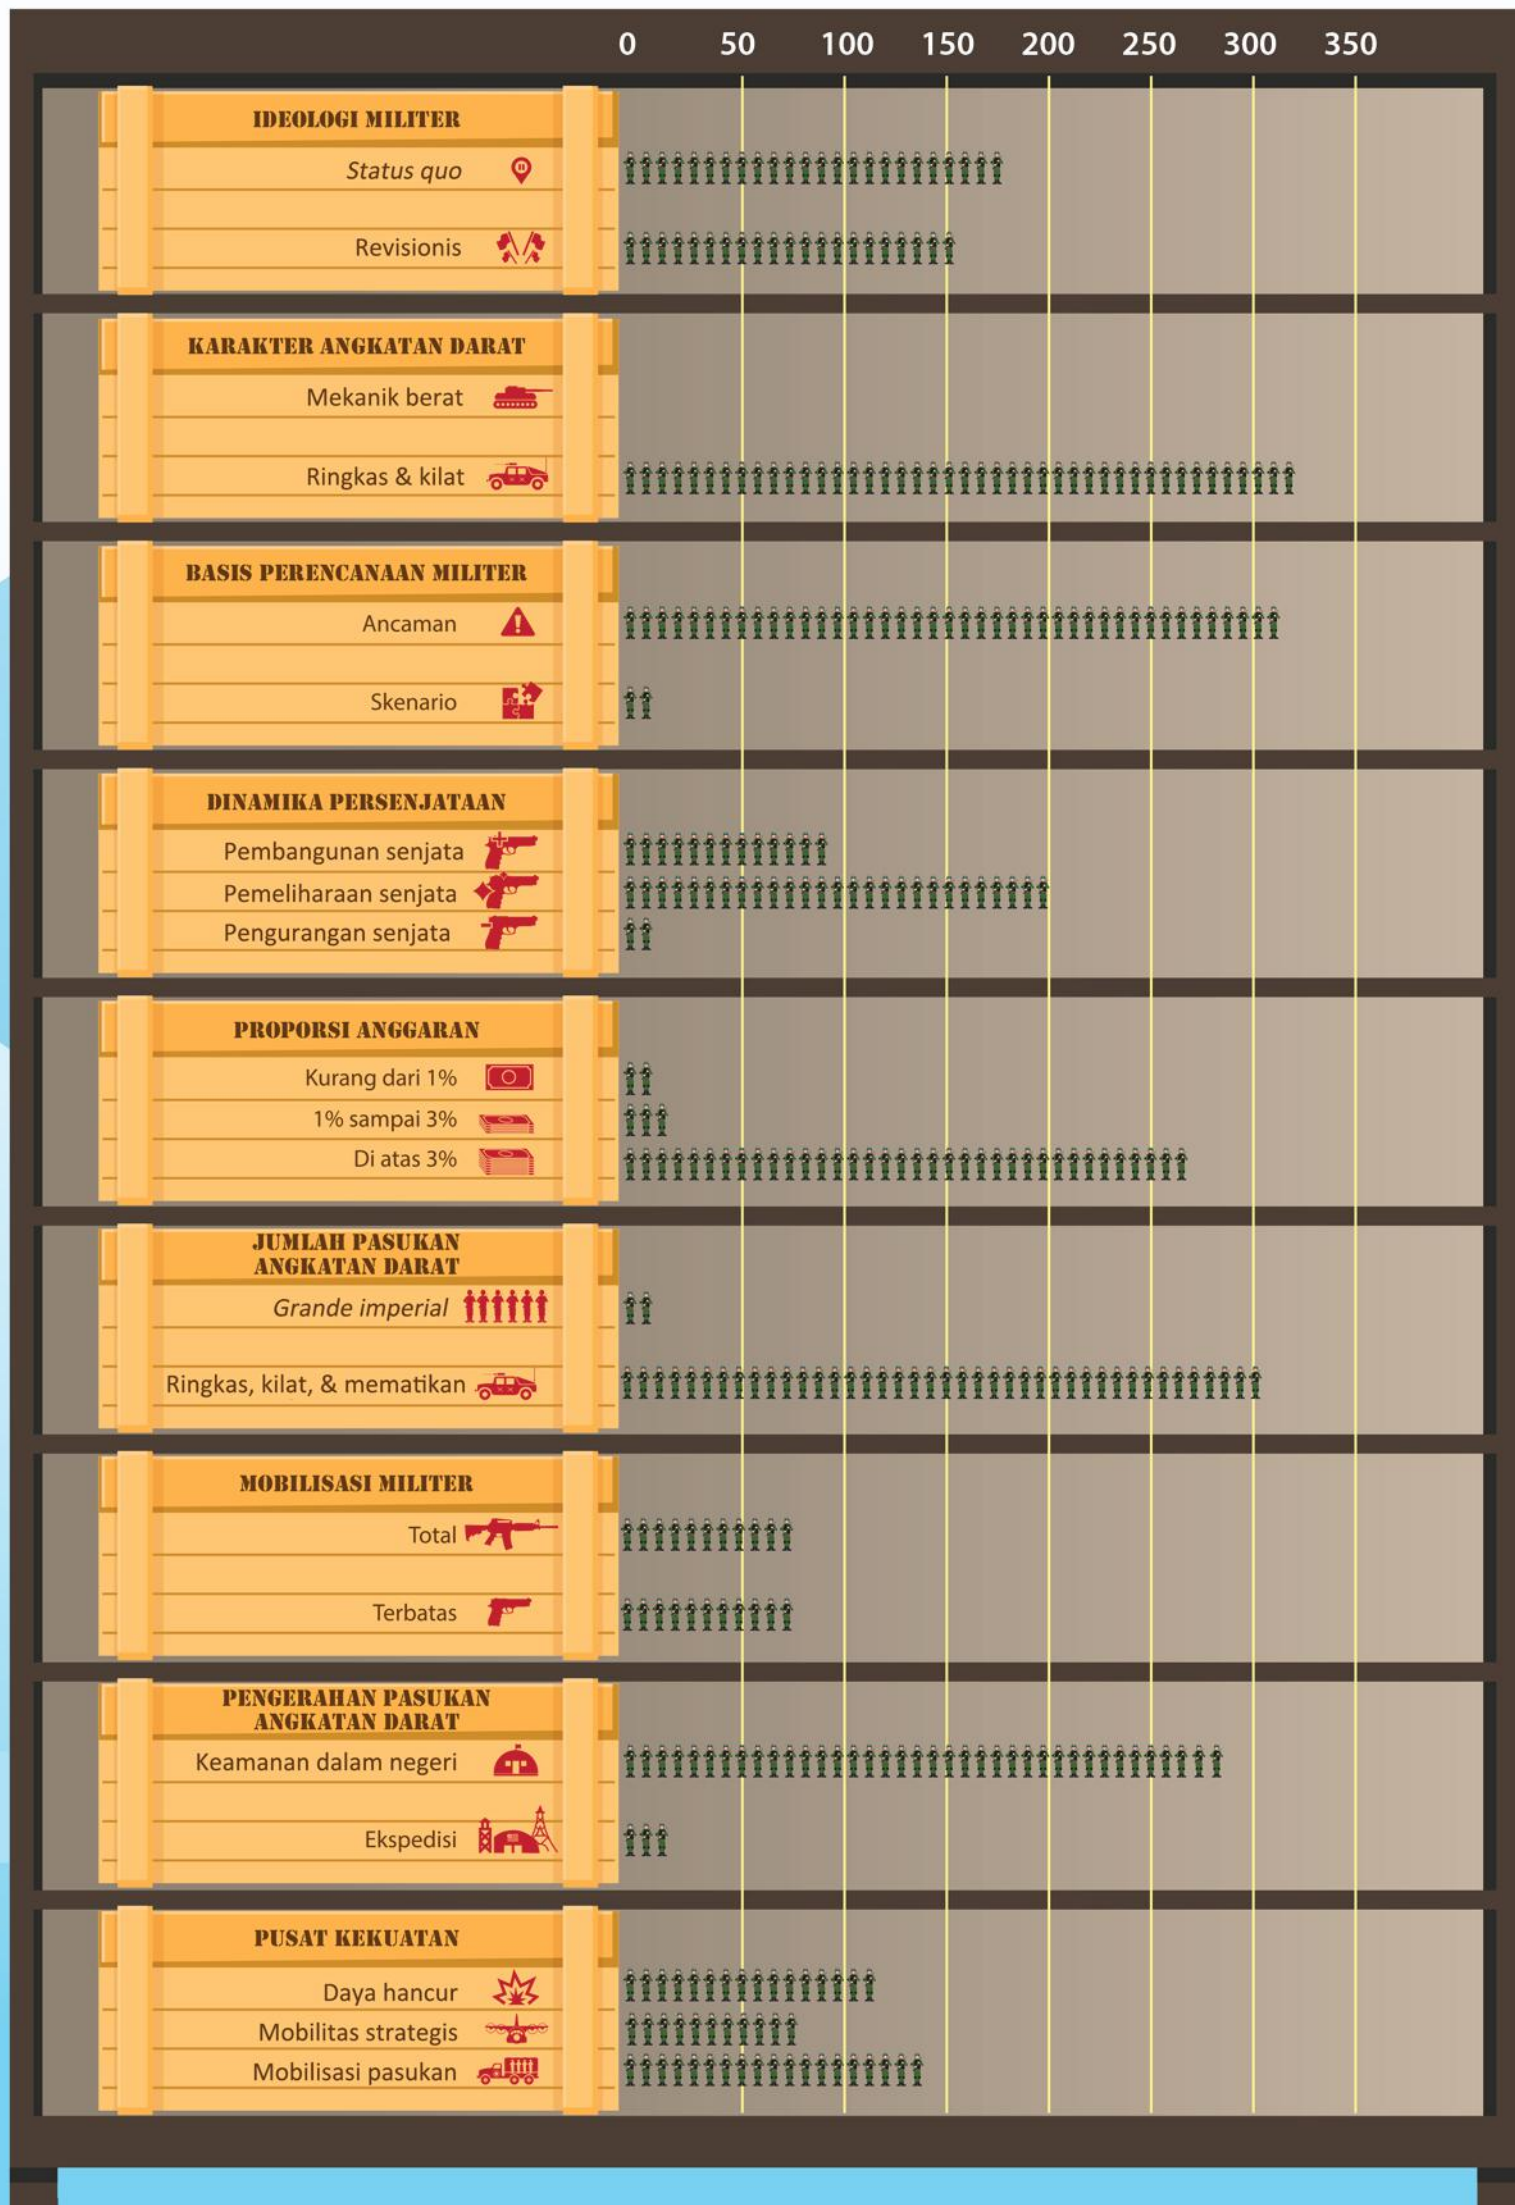 0 50 100 150 200 250 300 350
IDEOLOGI MILITER
Status quo
Revisionis
KARAKTER ANGKATAN DARAT
Mekanik berat
Ringkas & kilat
BASIS PERENCANAAN MILITER
Ancaman
Skenario
DINAMIKA PERSENJATAAN
Pembangunan senjata
Pemeliharaan senjata
Pengurangan senjata
PROPORSI ANGGARAN
Kurang dari 1%
1% sampai 3%
Di atas 3%
JUMLAH PASUKAN
ANGKATAN DARAT
Grande imperial
Ringkas, kilat, & mematikan
MOBILISASI MILITER
Total
Terbatas
PENGERAHAN PASUKAN
ANGKATAN DARAT
Keamanan dalam negeri
Ekspedisi
PUSAT KEKUATAN
Daya hancur
Mobilitas strategis
Mobilisasi pasukan